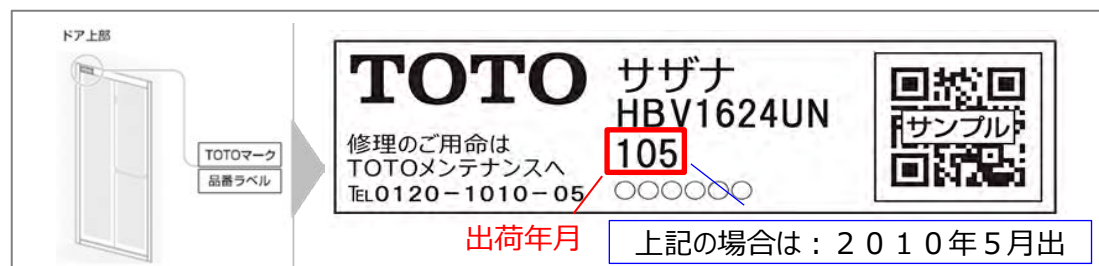 ドア上部
TOTOマーク
品番ラベル
TOTO
修理のご用命は
TOTOメンテナンスへ
℡0120-1010-05
サザナ
HBV1624UN
105
○○○○○○
サンプル
出荷年月
上記の場合は：２０１０年５月出